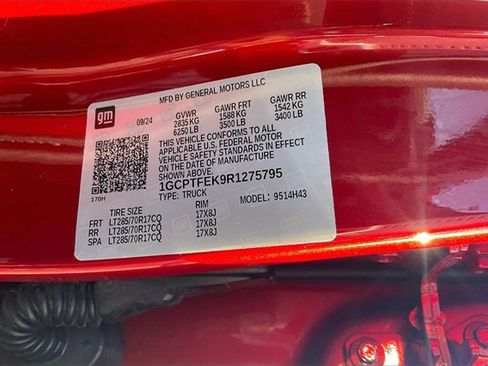 gm
MFD BY GENERAL MOTORS LLC
09/24 GVWR GAWR FRT GAWR RR
2835 KG 1588 KG 1542 KG
6250 LB 3500 LB 3400 LB
THIS VEHICLE CONFORMS TO ALL
APPLICABLE U.S. FEDERAL MOTOR
VEHICLE SAFETY STANDARDS IN EFFECT
ON THE DATE OF MANUFACTURE
SHOWN ABOVE.
1GCPTFEK9R1275795
170H TYPE: TRUCK MODEL: 9514H43
TIRE SIZE RIM
FRT LT285/70R17CQ 17X8J
RR LT285/70R17CQ 17X8J
SPA LT285/70R17CQ 17X8J